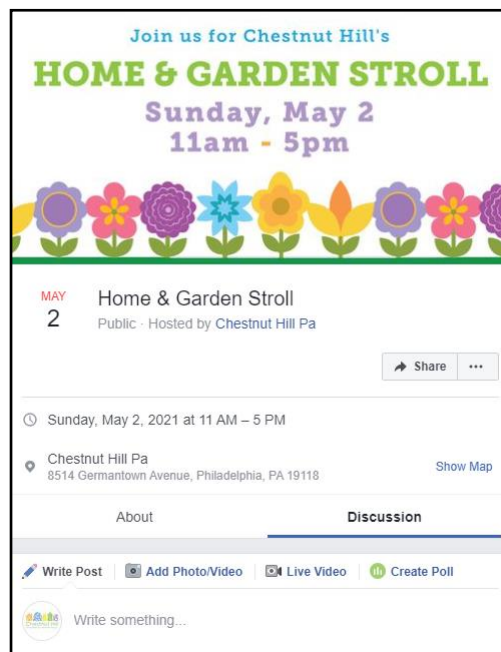 Join us for Chestnut Hill's
HOME & GARDEN STROLL
Sunday, May 2
11am - 5pm
MAY
2
Home & Garden Stroll
Public · Hosted by Chestnut Hill Pa
Share
Sunday, May 2, 2021 at 11 AM – 5 PM
Chestnut Hill Pa
8514 Germantown Avenue, Philadelphia, PA 19118
Show Map
About Discussion
Write Post Add Photo/Video Live Video Create Poll
Write something...